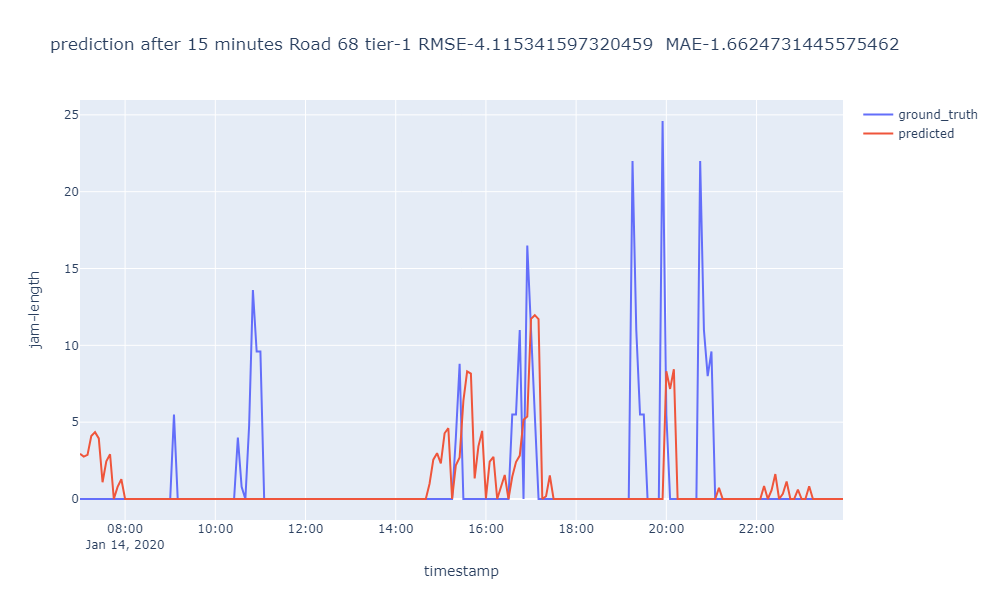 prediction after 15 minutes Road 68 tier-1 RMSE-4.115341597320459  MAE-1.6624731445575462
ground_truth
predicted
25
20
15
10
5
0
jam-length
08:00 10:00 12:00 14:00 16:00 18:00 20:00 22:00
Jan 14, 2020
timestamp